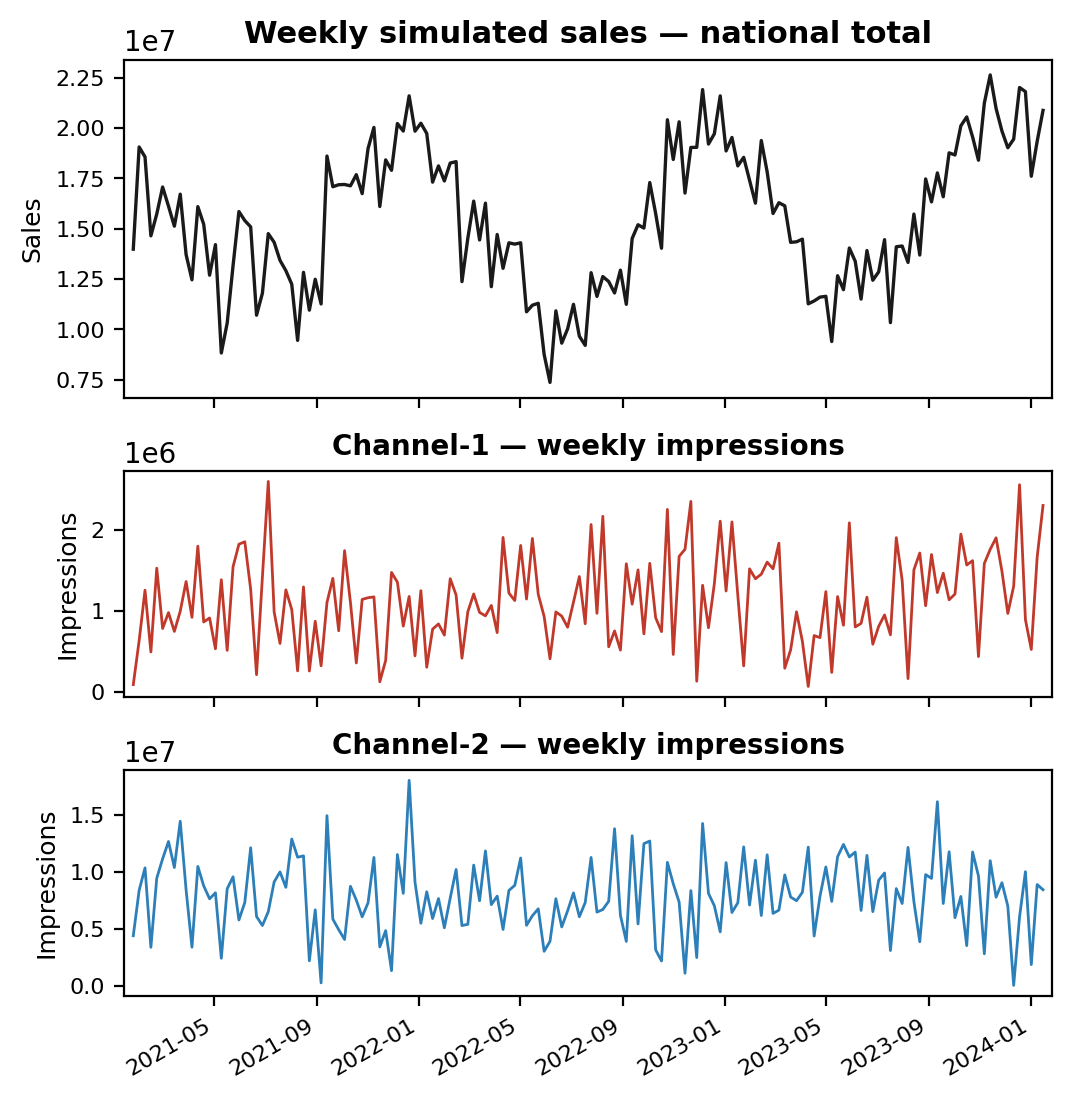 Weekly simulated sales — national total
1e7
2.25
2.00
1.75
1.50
1.25
1.00
0.75
Sales
Channel-1 — weekly impressions
1e6
2
1
0
Impressions
Channel-2 — weekly impressions
1e7
1.5
1.0
0.5
0.0
Impressions
2021-05
2021-09
2022-01
2022-05
2022-09
2023-01
2023-05
2023-09
2024-01